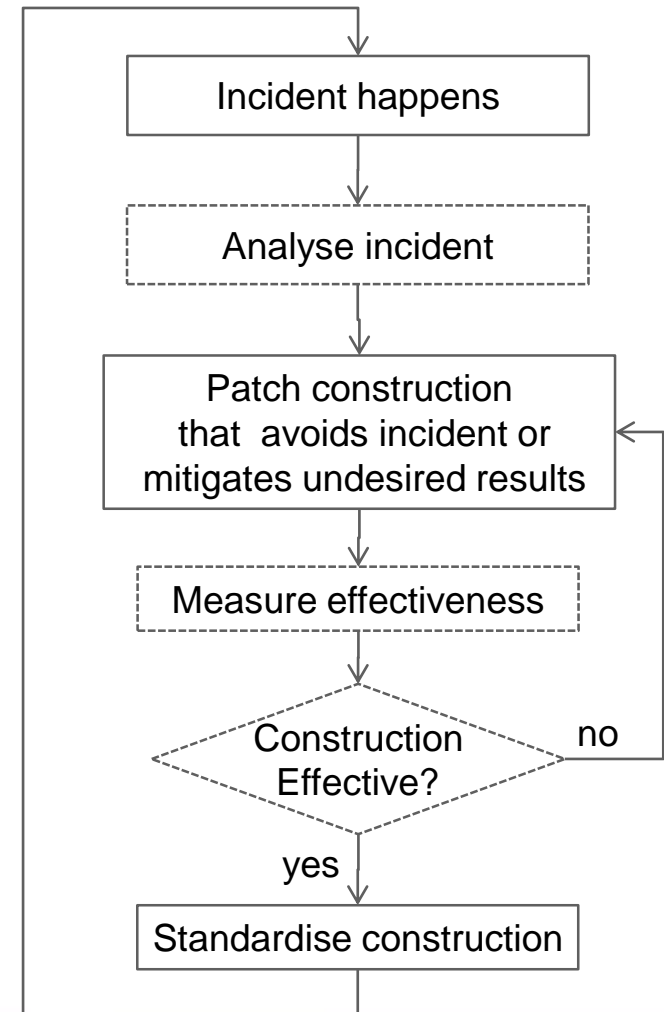 Incident happens
Analyse incident
Patch construction
that avoids incident or
mitigates undesired results
Measure effectiveness
Construction
Effective?
no
yes
Standardise construction